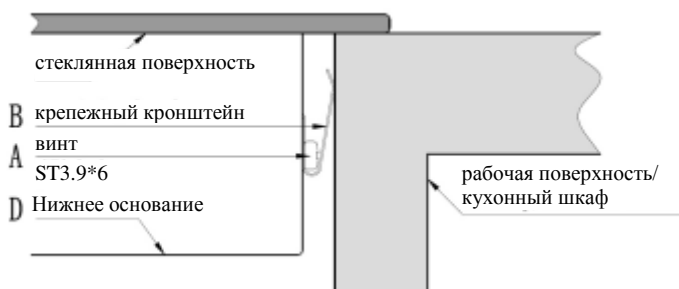 стеклянная поверхность
B крепежный кронштейн
A винт
ST3.9*6
D Нижнее основание
рабочая поверхность/
кухонный шкаф